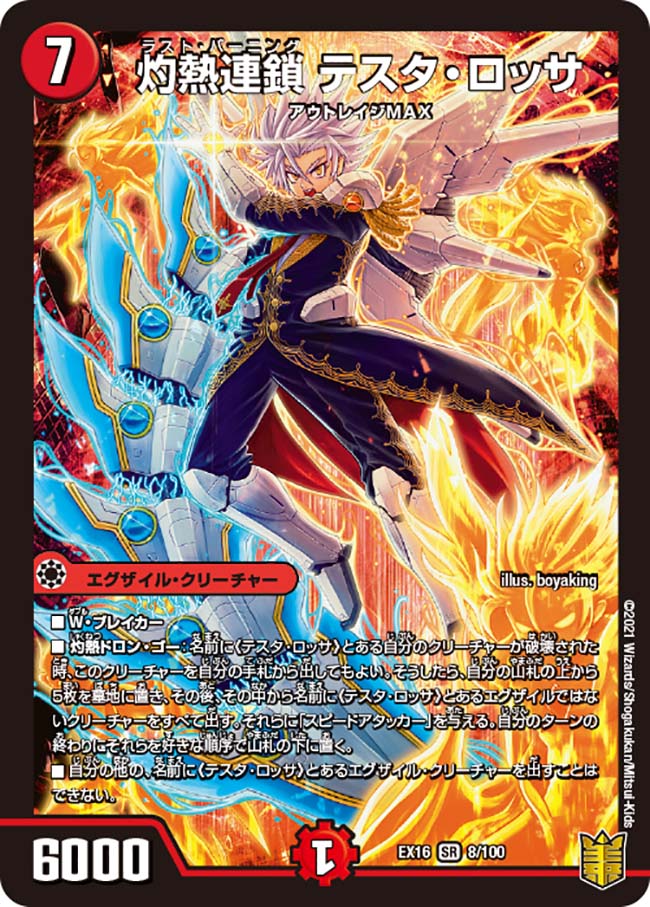 7
ラスト・バーニング
灼熱連鎖 テスタ・ロッサ
アウトレイジMAX
エグザイル・クリーチャー
illus. boyaking
■W・ブレイカー
■灼熱ドロン・ゴー:名前に《テスタ・ロッサ》とある自分のクリーチャーが破壊された
時、このクリーチャーを自分の手札から出してもよい。そうしたら、自分の山札の上から
5枚を墓地に置き、その後、その中から名前に《テスタ・ロッサ》とあるエグザイルではな
いクリーチャーをすべて出す。それらに「スピードアタッカー」を与える。自分のターンの
終わりにそれらを好きな順序で山札の下に置く。
■自分の他の、名前に《テスタ・ロッサ》とあるエグザイル・クリーチャーを出すことは
できない。
©2021 Wizards/Shogakukan/Mitsui-Kids
6000
1
EX16 SR 8/100